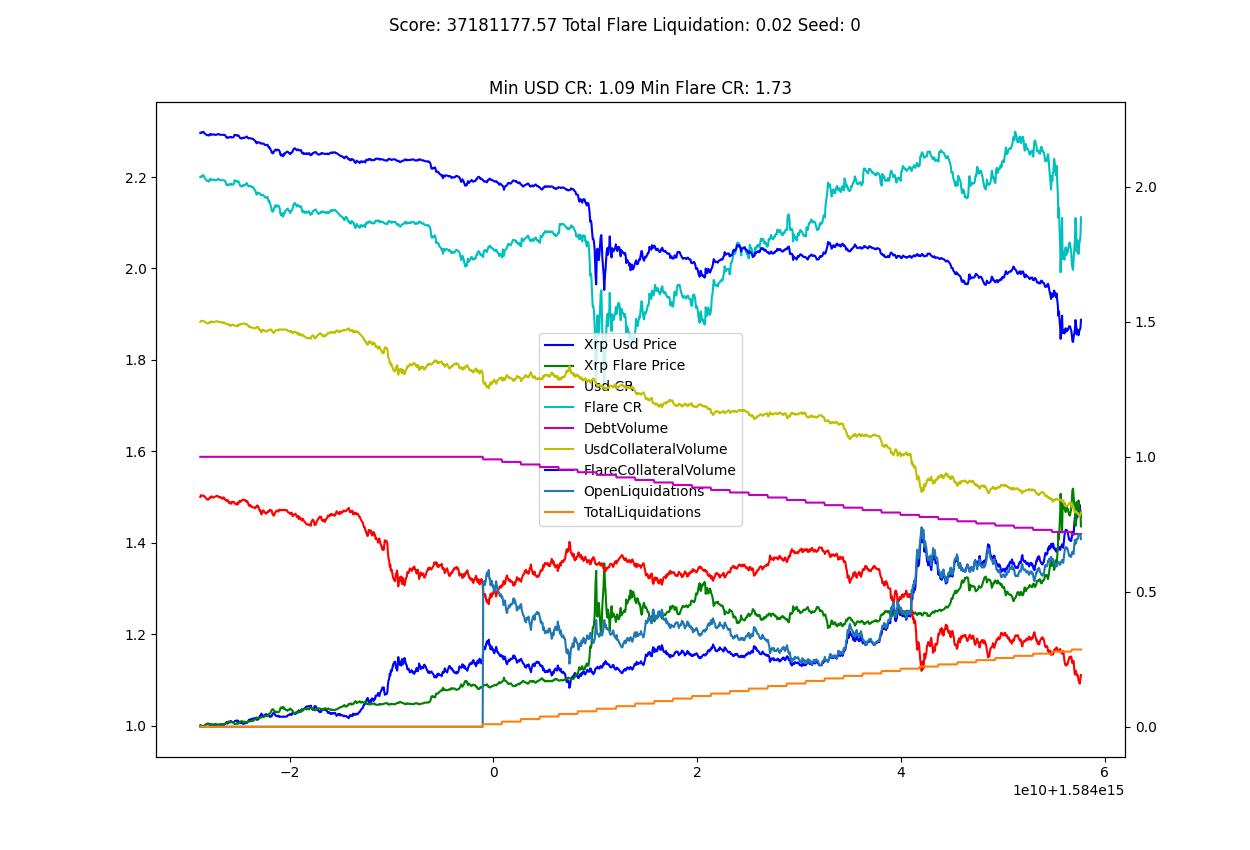 Score: 37181177.57 Total Flare Liquidation: 0.02 Seed: 0
Min USD CR: 1.09 Min Flare CR: 1.73
2.2
2.0
1.8
1.6
1.4
1.2
1.0
2.0
1.5
1.0
0.5
0.0
Xrp Usd Price
Xrp Flare Price
Usd CR
Flare CR
DebtVolume
UsdCollateralVolume
FlareCollateralVolume
OpenLiquidations
TotalLiquidations
−2 0 2 4 6
1e10+1.584e15